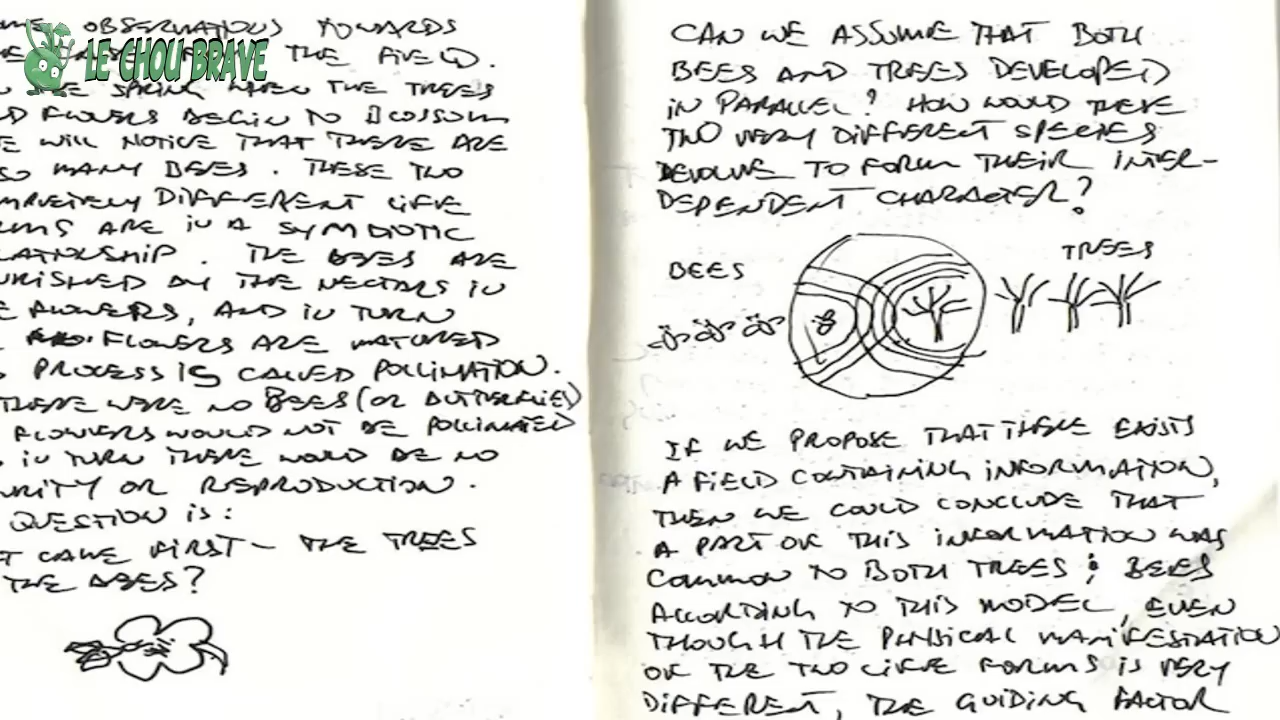 LE CHOU BRAVE
OBSERVATIONS TOWARDS
THE FIELD.
SPRING WHEN THE TREES
FLOWERS BEGIN TO BLOSSOM
WILL NOTICE THAT THERE ARE
SO MANY BEES. THESE TWO
DIFFERENT LIFE
ARE IN A SYMBIOTIC
THE BEES ARE
BY THE NECTARS IN
FLOWERS, AND IN TURN
FLOWERS ARE MATURED
PROCESS IS CALLED POLLINATION.
THERE WERE NO BEES (OR BUTTERFLIES)
FLOWERS WOULD NOT BE POLLINATED
IN TURN THERE WOULD BE NO
OR REPRODUCTION.
QUESTION IS:
CAME FIRST – THE TREES
THE BEES?
CAN WE ASSUME THAT BOTH
BEES AND TREES DEVELOPED
IN PARALLEL? HOW WOULD THESE
TWO VERY DIFFERENT SPECIES
EVOLVE TO FORM THEIR INTER-
DEPENDENT CHARACTER?
BEES
TREES
IF WE PROPOSE THAT THERE EXISTS
A FIELD CONTAINING INFORMATION,
THEN WE COULD CONCLUDE THAT
A PART OF THIS INFORMATION WAS
COMMON TO BOTH TREES & BEES
ACCORDING TO THIS MODEL, EVEN
THOUGH THE PHYSICAL MANIFESTATION
OF THE TWO LIFE FORMS IS VERY
DIFFERENT, THE GUIDING FACTOR